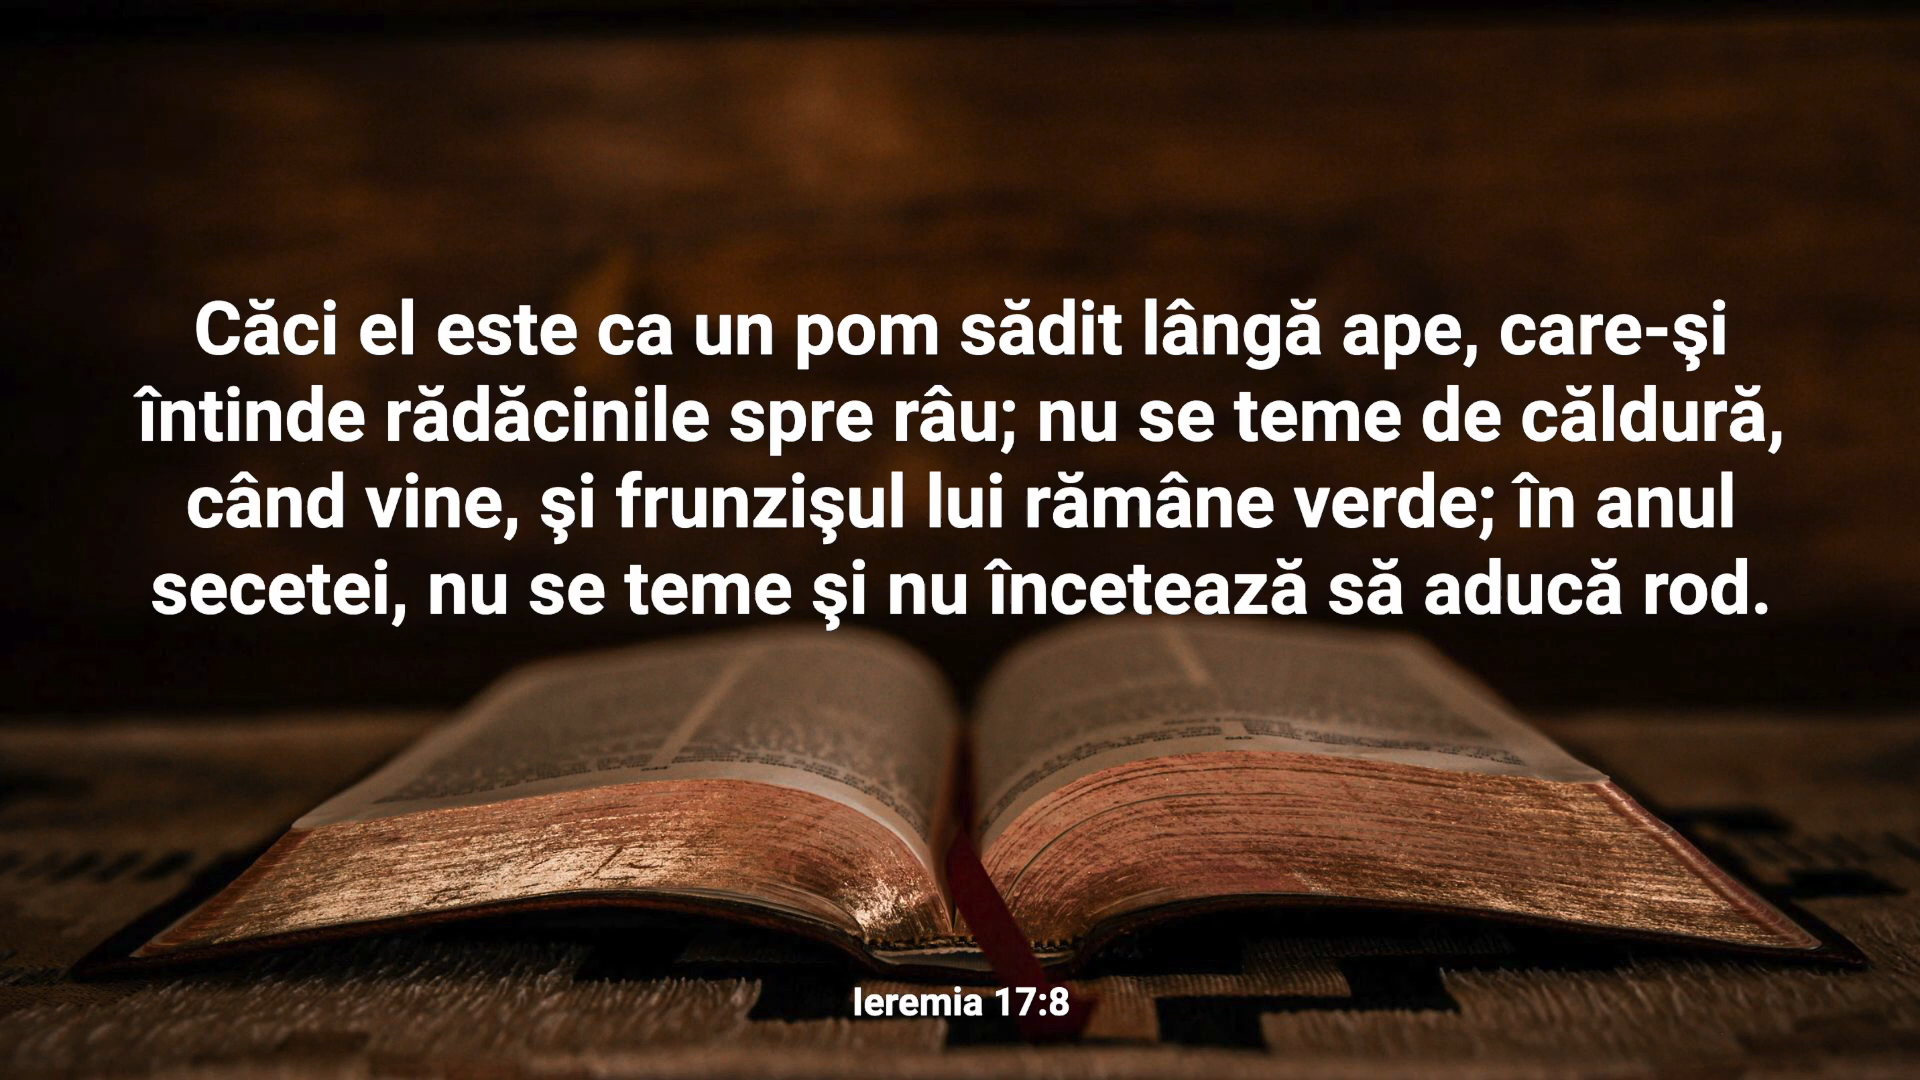 Căci el este ca un pom sădit lângă ape, care-şi
întinde rădăcinile spre râu; nu se teme de căldură,
când vine, şi frunzişul lui rămâne verde; în anul
secetei, nu se teme şi nu încetează să aducă rod.
Ieremia 17:8